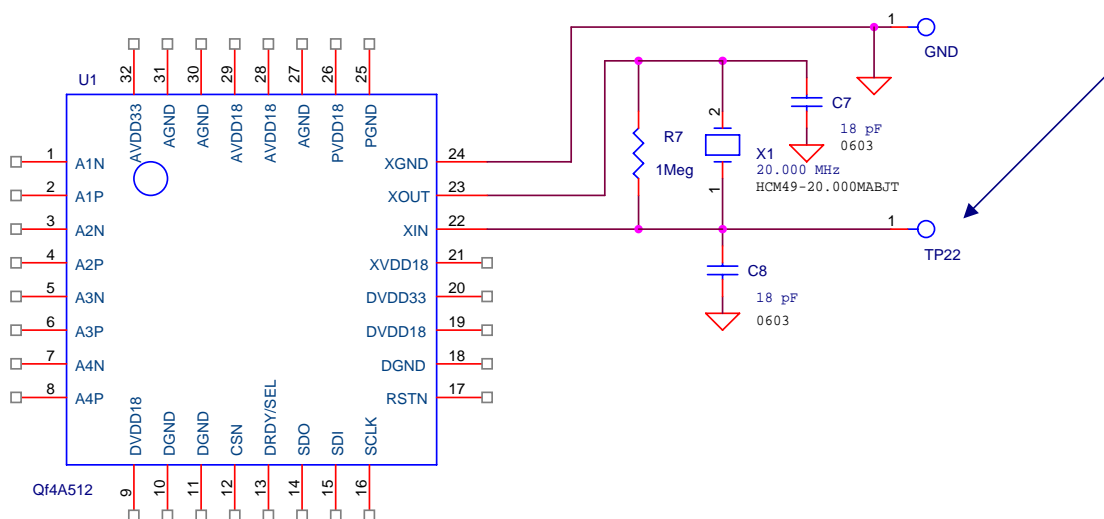 U1
32
31
30
29
28
27
26
25
AVDD33
AGND
AGND
AVDD18
AVDD18
AGND
PVDD18
PGND
1
A1N
2
A1P
3
A2N
4
A2P
5
A3N
6
A3P
7
A4N
8
A4P
XGND
24
XOUT
23
XIN
22
XVDD18
21
DVDD33
20
DVDD18
19
DGND
18
RSTN
17
DVDD18
DGND
DGND
CSN
DRDY/SEL
SDO
SDI
SCLK
9
10
11
12
13
14
15
16
Qf4A512
1
GND
R7
1Meg
2
1
X1
20.000 MHz
HCM49-20.000MABJT
C7
18 pF
0603
1
TP22
C8
18 pF
0603